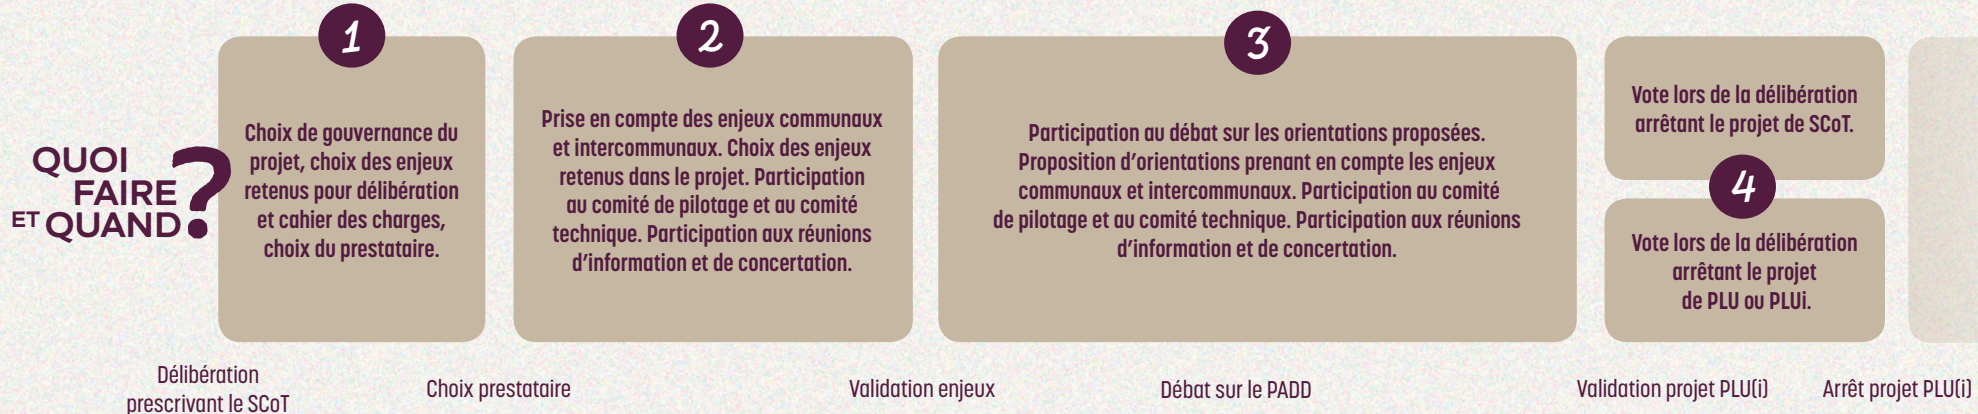 QUOI
FAIRE
ET QUAND ?
1
Choix de gouvernance du
projet, choix des enjeux
retenus pour délibération
et cahier des charges,
choix du prestataire.
2
Prise en compte des enjeux communaux
et intercommunaux. Choix des enjeux
retenus dans le projet. Participation
au comité de pilotage et au comité
technique. Participation aux réunions
d’information et de concertation.
3
Participation au débat sur les orientations proposées.
Proposition d’orientations prenant en compte les enjeux
communaux et intercommunaux. Participation au comité
de pilotage et au comité technique. Participation aux réunions
d’information et de concertation.
Vote lors de la délibération
arrêtant le projet de SCoT.
4
Vote lors de la délibération
arrêtant le projet
de PLU ou PLUi.
Délibération
prescrivant le SCoT
Choix prestataire
Validation enjeux
Débat sur le PADD
Validation projet PLU(i)
Arrêt projet PLU(i)